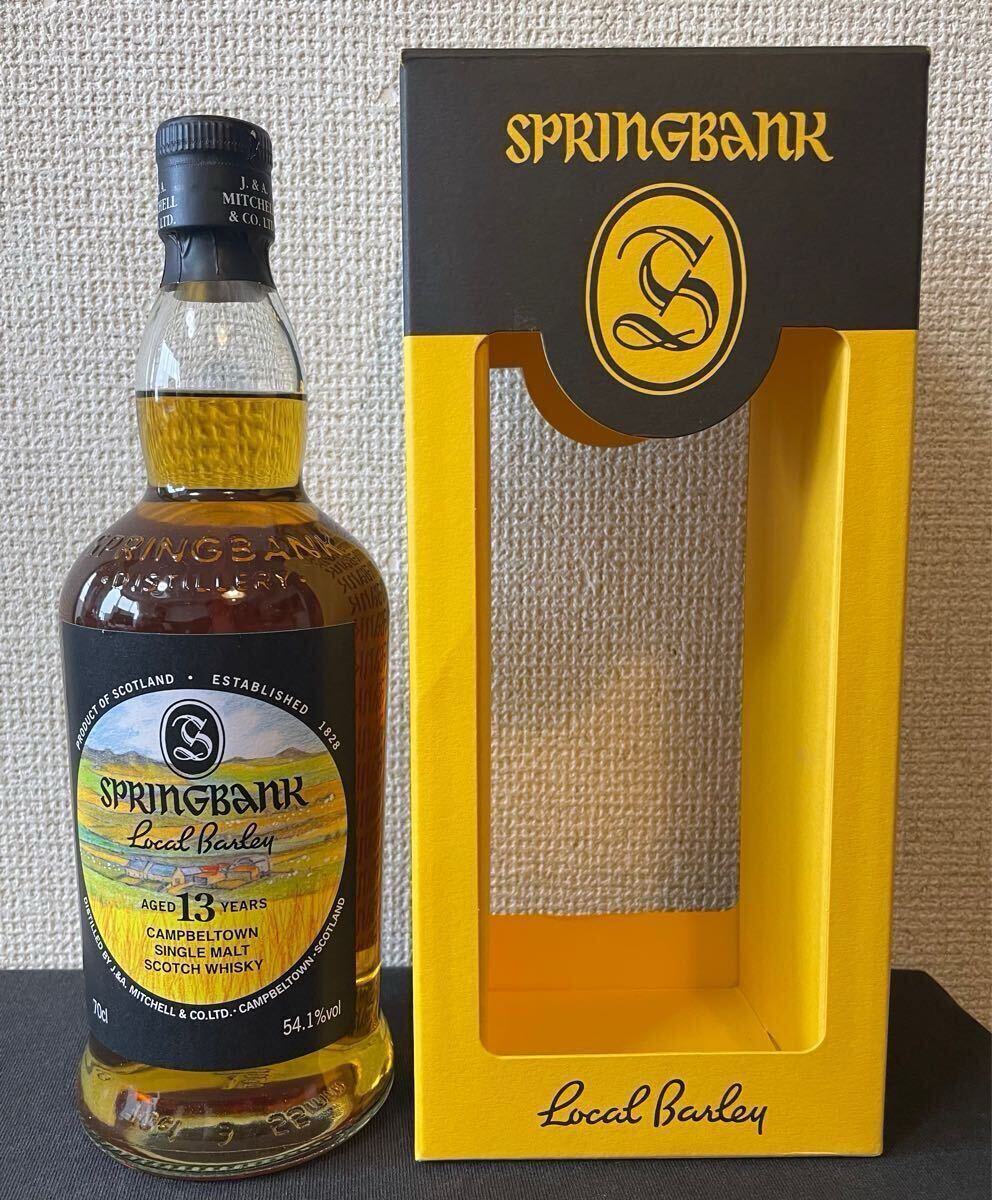 J. & A.
MITCHELL
& CO. LTD.
SPRINGBANK
DISTILLERY
PRODUCT OF SCOTLAND • ESTABLISHED 1828
S
SPRINGBANK
Local Barley
AGED 13 YEARS
CAMPBELTOWN
SINGLE MALT
SCOTCH WHISKY
DISTILLED BY J.&A. MITCHELL & CO.LTD.·CAMPBELTOWN·SCOTLAND
70cl
54.1%vol
SPRINGBANK
S
Local Barley